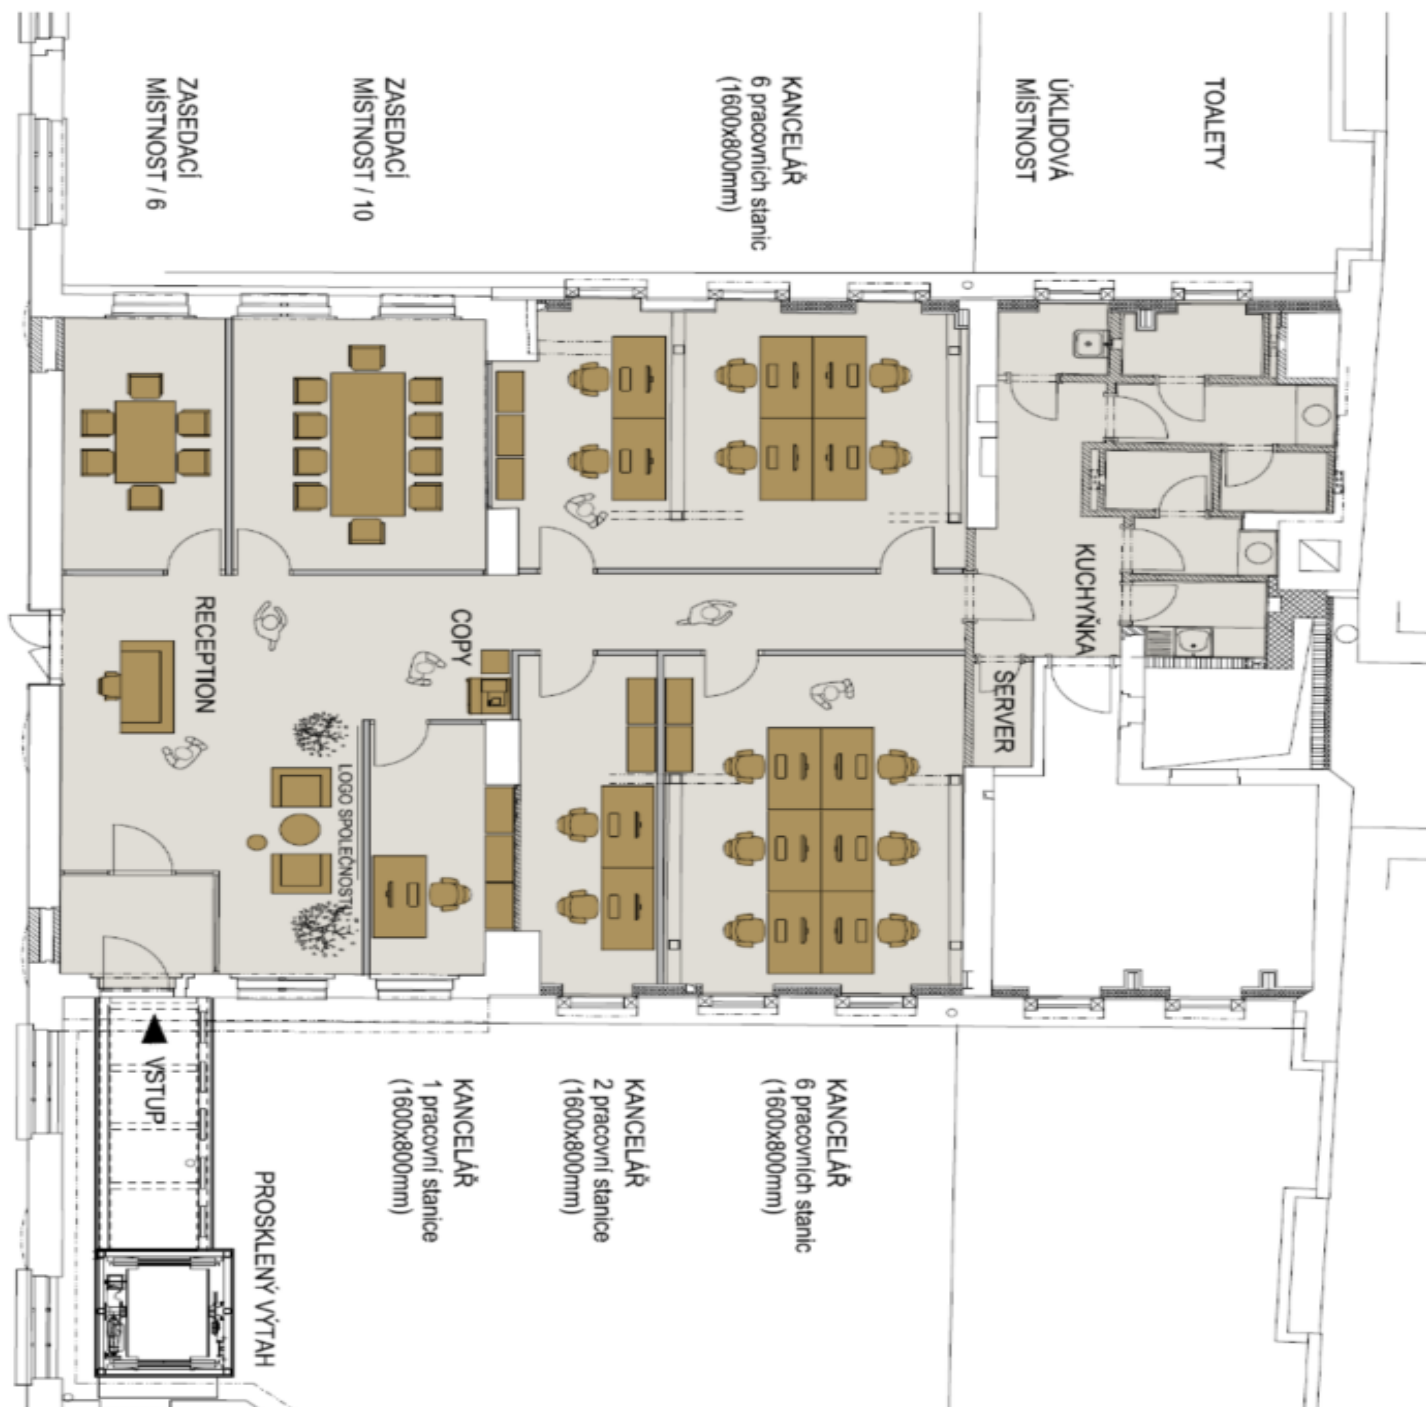 ZASEDACÍ
MÍSTNOST / 6
ZASEDACÍ
MÍSTNOST / 10
KANCELÁŘ
6 pracovních stanic
(1600x800mm)
ÚKLIDOVÁ
MÍSTNOST
TOALETY
RECEPTION
COPY
KUCHYŇKA
SERVER
LOGO SPOLEČNOSTI
VSTUP
PROSKLENÝ VÝTAH
KANCELÁŘ
1 pracovní stanice
(1600x800mm)
KANCELÁŘ
2 pracovní stanice
(1600x800mm)
KANCELÁŘ
6 pracovních stanic
(1600x800mm)